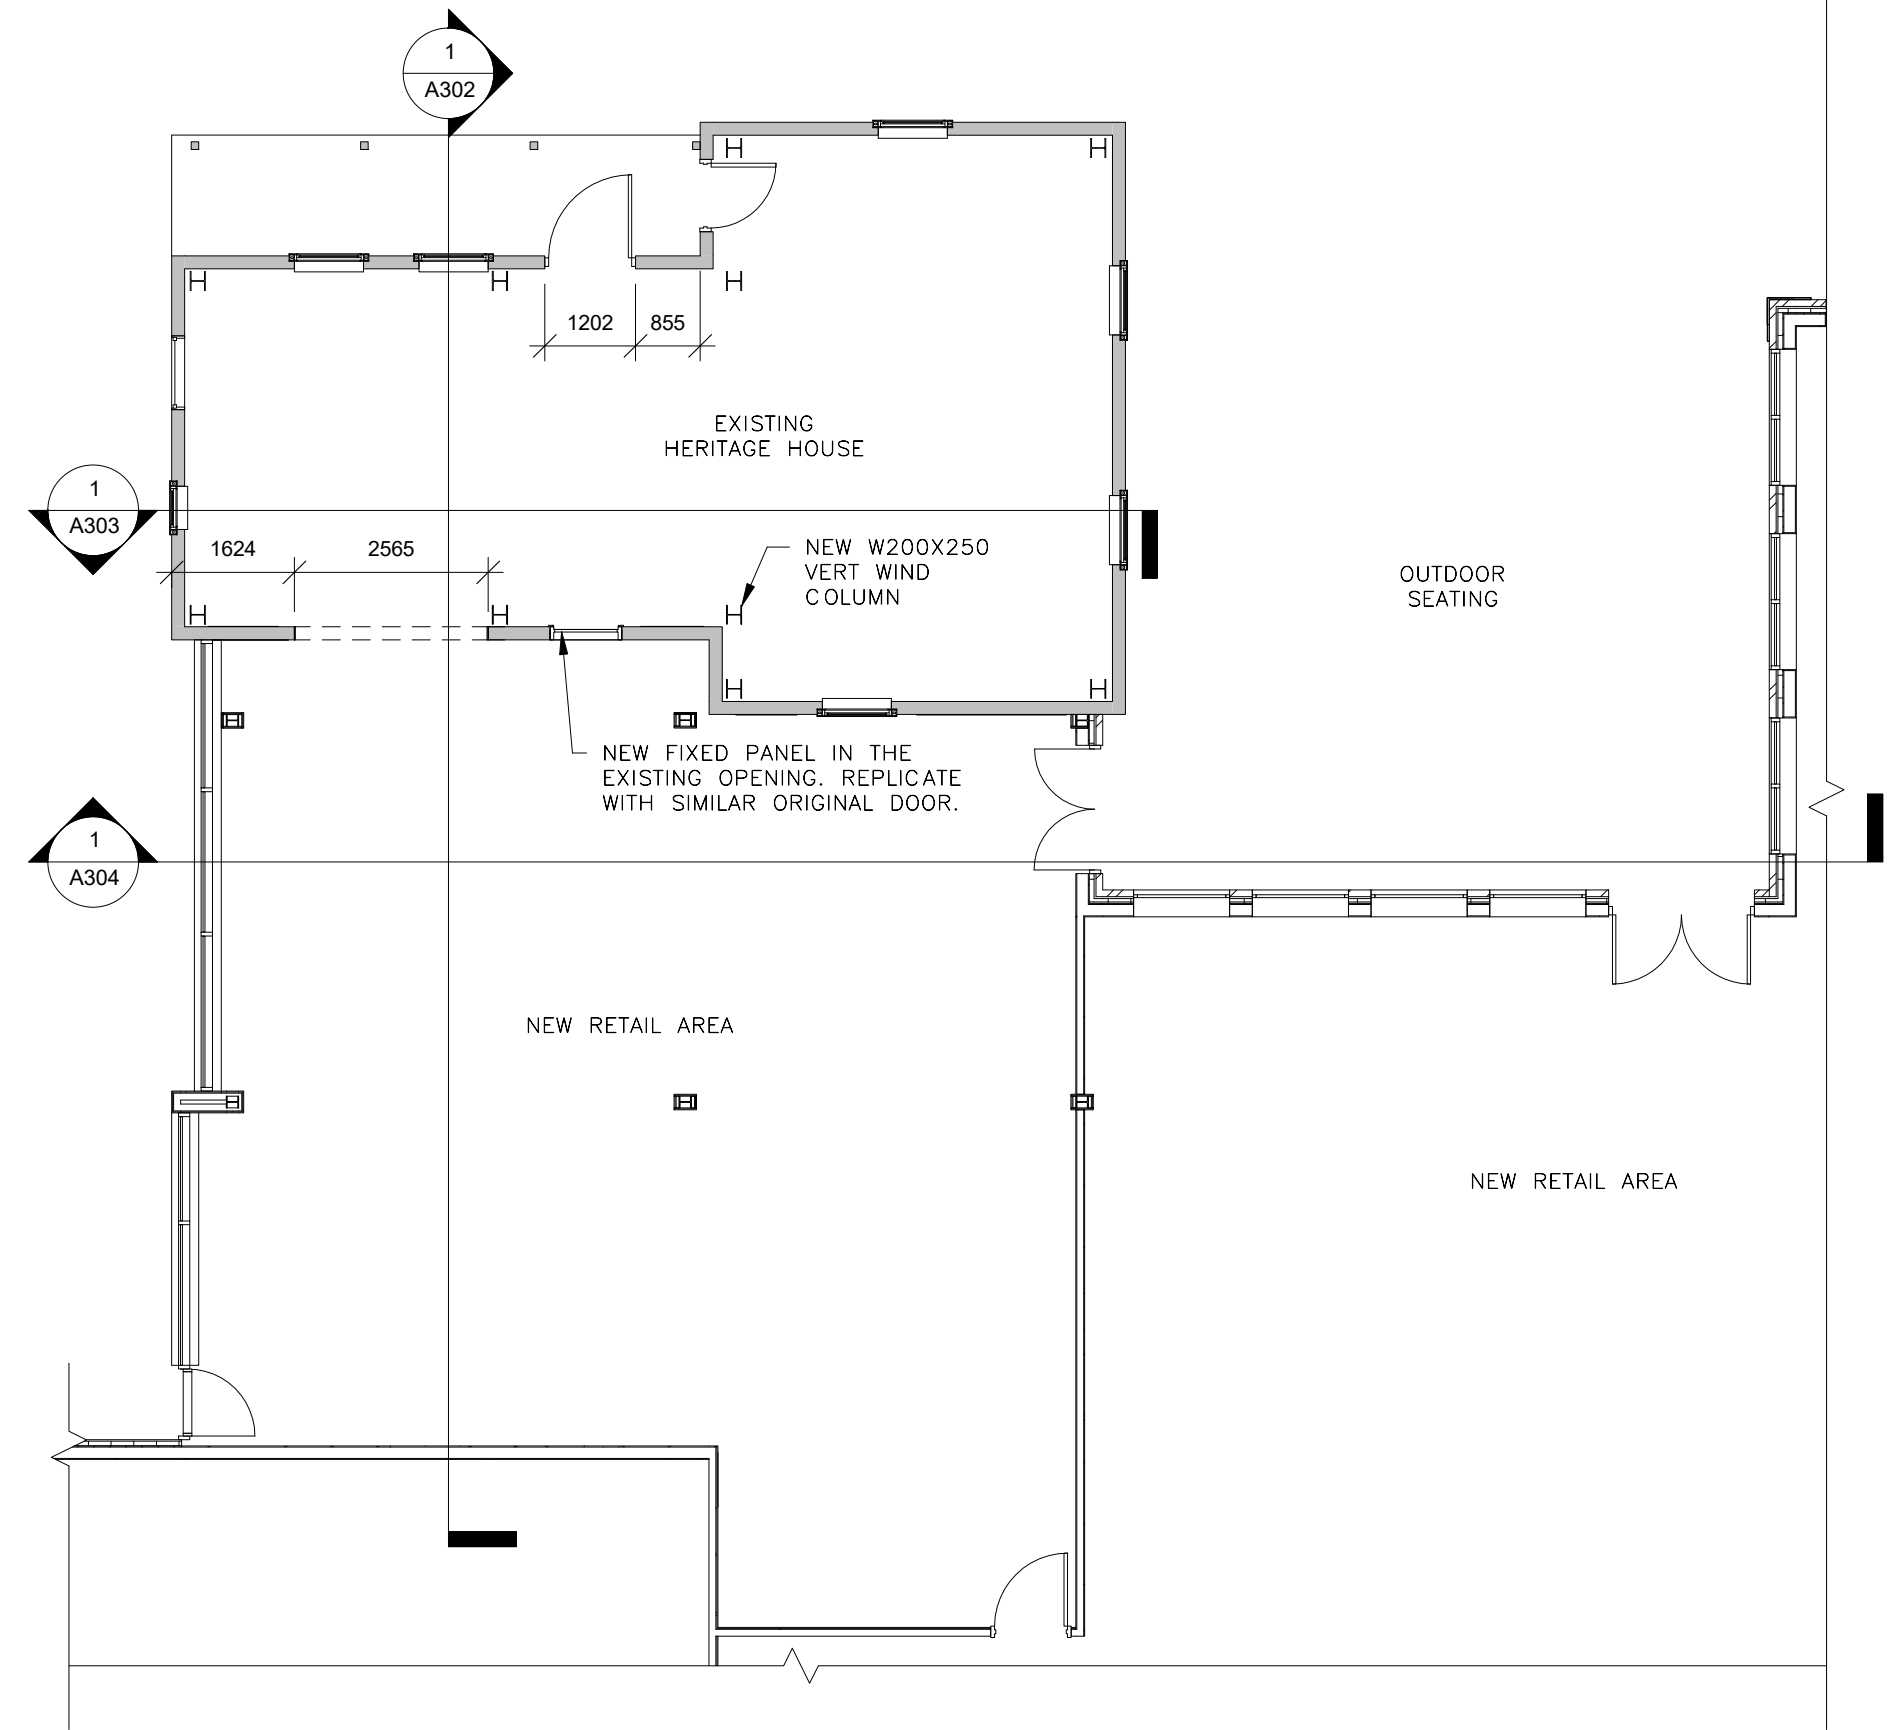 1
A302
1202
855
EXISTING
HERITAGE HOUSE
1
A303
1624
2565
NEW W200X250
VERT WIND
COLUMN
OUTDOOR
SEATING
NEW FIXED PANEL IN THE
EXISTING OPENING. REPLICATE
WITH SIMILAR ORIGINAL DOOR.
1
A304
NEW RETAIL AREA
NEW RETAIL AREA